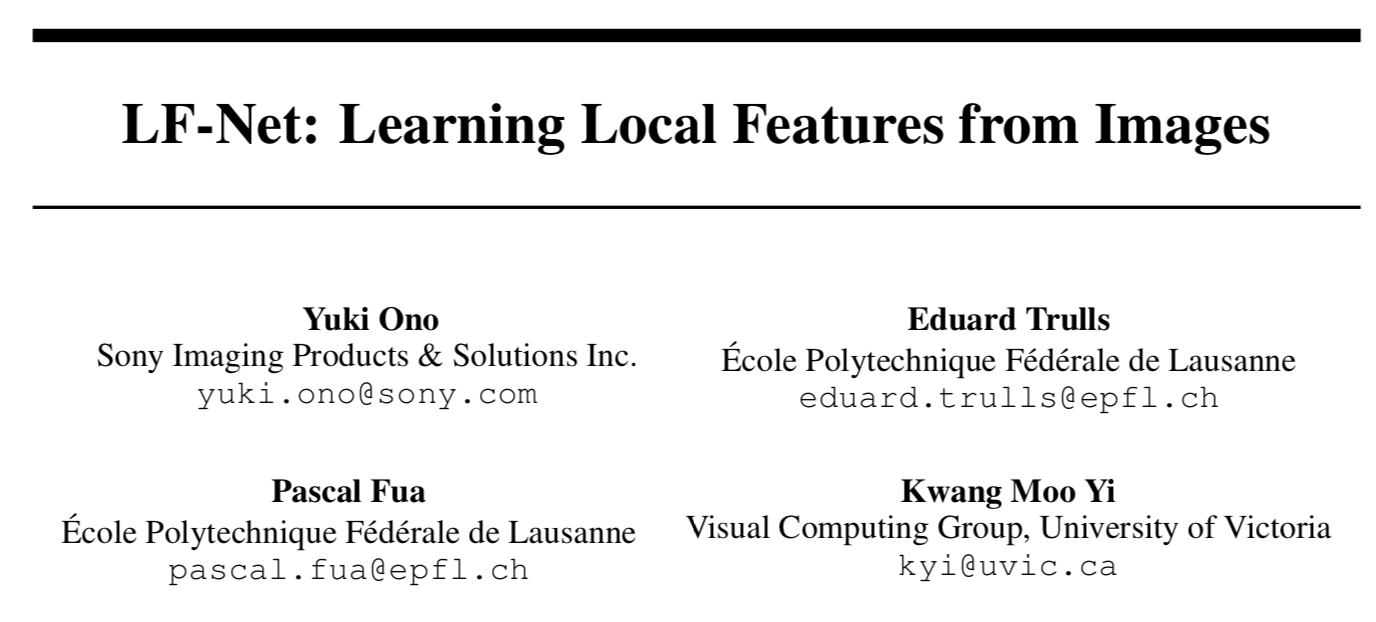 LF-Net: Learning Local Features from Images
Yuki Ono
Sony Imaging Products & Solutions Inc.
yuki.ono@sony.com
Eduard Trulls
École Polytechnique Fédérale de Lausanne
eduard.trulls@epfl.ch
Pascal Fua
École Polytechnique Fédérale de Lausanne
pascal.fua@epfl.ch
Kwang Moo Yi
Visual Computing Group, University of Victoria
kyi@uvic.ca